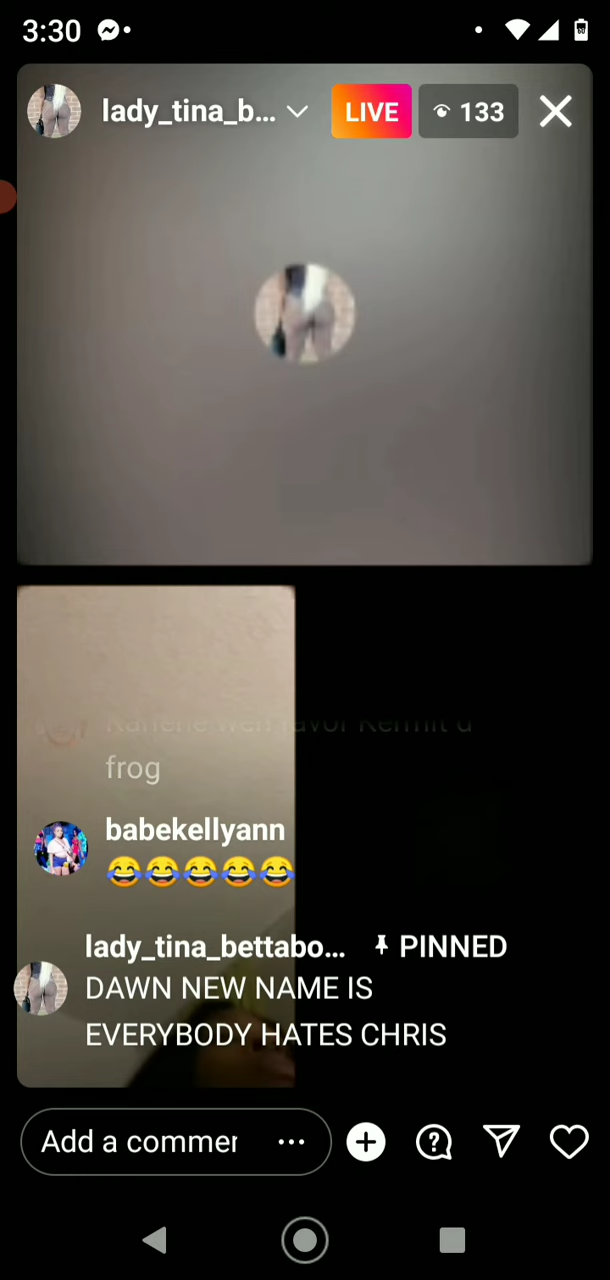 3:30
lady_tina_b...
LIVE
133
frog
babekellyann
😂😂😂😂😂
lady_tina_bettabo... PINNED
DAWN NEW NAME IS
EVERYBODY HATES CHRIS
Add a commer